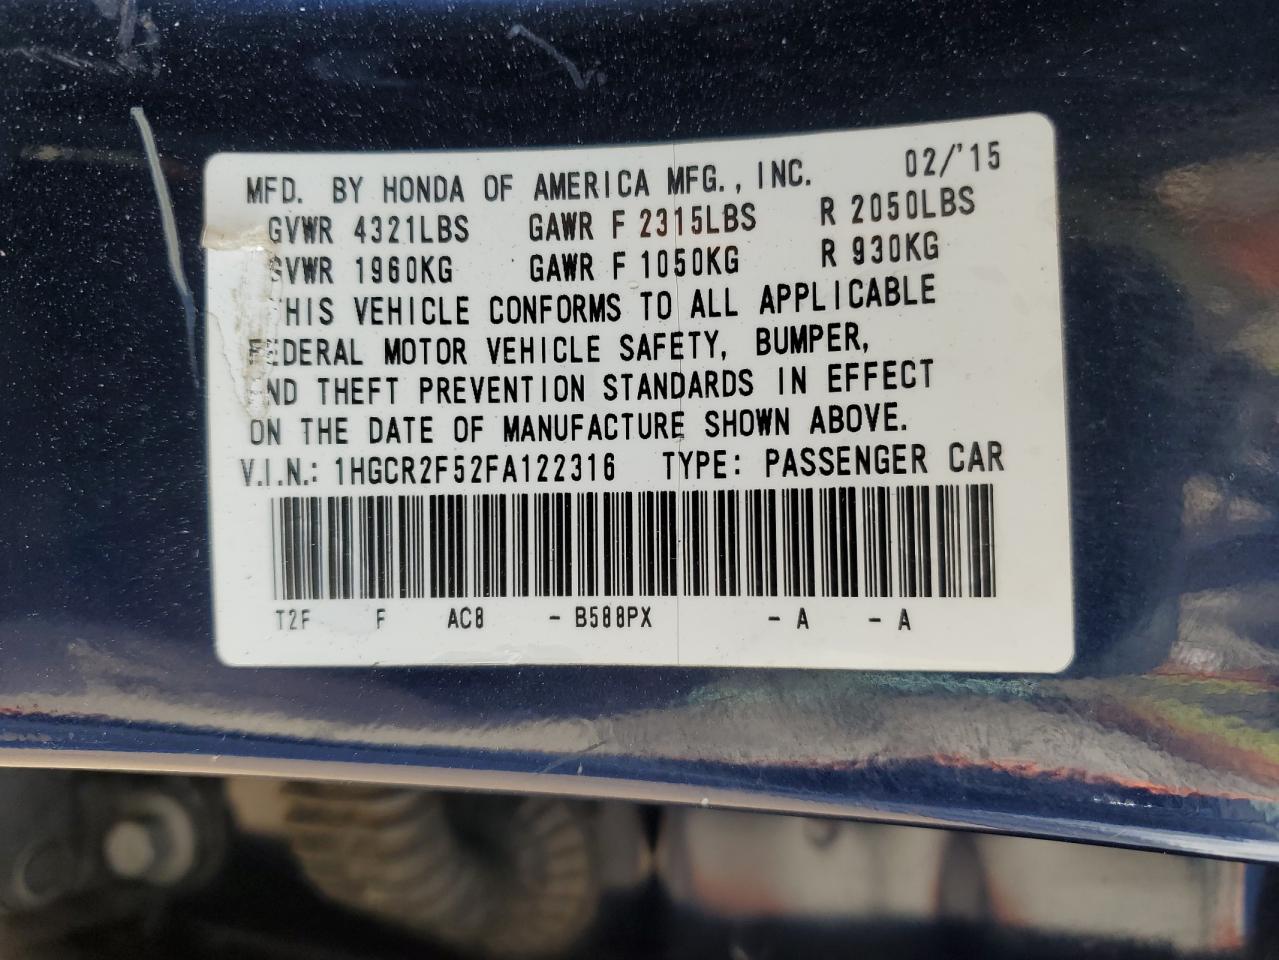 MFD. BY HONDA OF AMERICA MFG., INC. 02/'15
GVWR 4321LBS GAWR F 2315LBS R 2050LBS
GVWR 1960KG GAWR F 1050KG R 930KG
THIS VEHICLE CONFORMS TO ALL APPLICABLE
FEDERAL MOTOR VEHICLE SAFETY, BUMPER,
AND THEFT PREVENTION STANDARDS IN EFFECT
ON THE DATE OF MANUFACTURE SHOWN ABOVE.
V.I.N.: 1HGCR2F52FA122316 TYPE: PASSENGER CAR
T2F F AC8 - B588PX - A - A